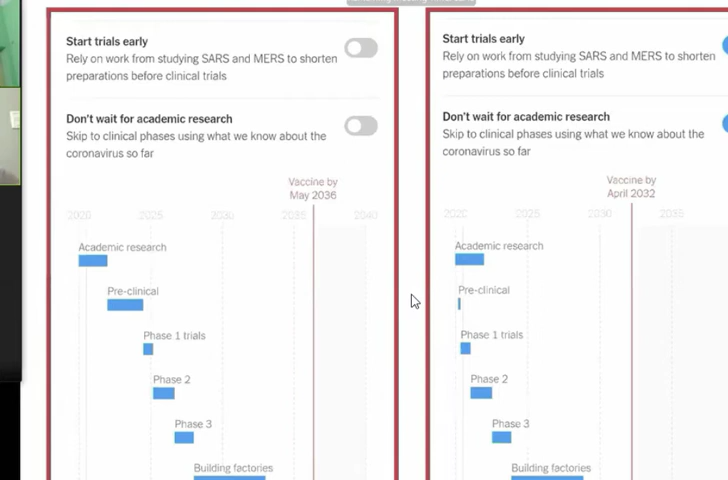 Start trials early
Rely on work from studying SARS and MERS to shorten
preparations before clinical trials
Don't wait for academic research
Skip to clinical phases using what we know about the
coronavirus so far
Vaccine by
May 2036
2020 2025 2030 2035 2040
Academic research
Pre-clinical
Phase 1 trials
Phase 2
Phase 3
Building factories
Start trials early
Rely on work from studying SARS and MERS to shorten
preparations before clinical trials
Don't wait for academic research
Skip to clinical phases using what we know about the
coronavirus so far
Vaccine by
April 2032
2020 2025 2030 2035
Academic research
Pre-clinical
Phase 1 trials
Phase 2
Phase 3
Building factories